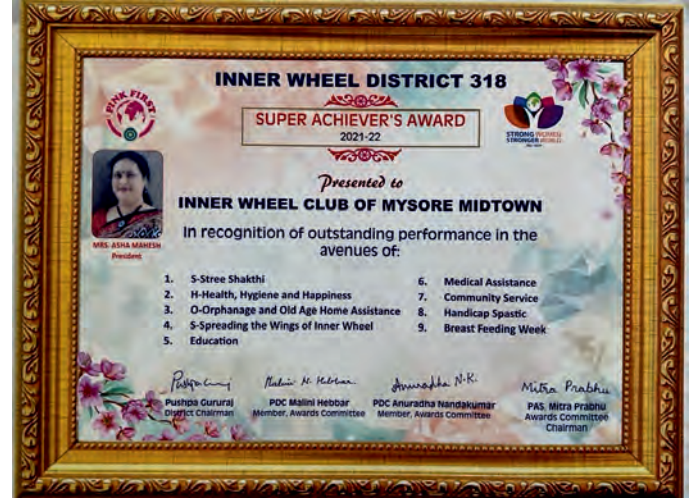 INNER WHEEL DISTRICT 318
PINK FIRST
SUPER ACHIEVER'S AWARD
2021-22
STRONG WOMEN
STRONGER WORLD
Presented to
INNER WHEEL CLUB OF MYSORE MIDTOWN
MRS. ASHA MAHESH
President
In recognition of outstanding performance in the
avenues of:
1. S-Stree Shakthi
2. H-Health, Hygiene and Happiness
3. O-Orphanage and Old Age Home Assistance
4. S-Spreading the Wings of Inner Wheel
5. Education
6. Medical Assistance
7. Community Service
8. Handicap Spastic
9. Breast Feeding Week
Malini N. Hebbar
Anuradha N.K.
Mitra Prabhu
Pushpa Gururaj
District Chairman
PDC Malini Hebbar
Member, Awards Committee
PDC Anuradha Nandakumar
Member, Awards Committee
PAS. Mitra Prabhu
Awards Committee
Chairman